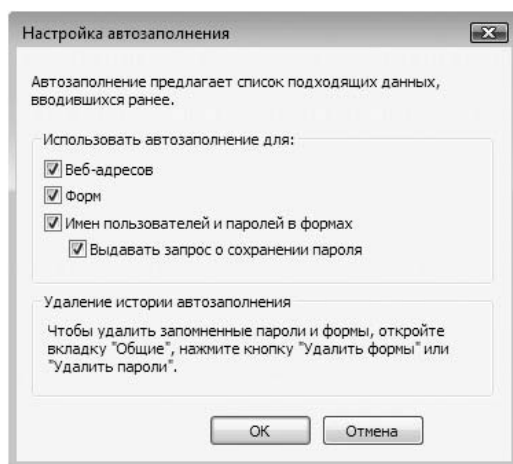 Настройка автозаполнения
Автозаполнение предлагает список подходящих данных,
вводившихся ранее.
Использовать автозаполнение для:
Веб-адресов
Форм
Имен пользователей и паролей в формах
Выдавать запрос о сохранении пароля
Удаление истории автозаполнения
Чтобы удалить запомненные пароли и формы, откройте
вкладку "Общие", нажмите кнопку "Удалить формы" или
"Удалить пароли".
ОК
Отмена